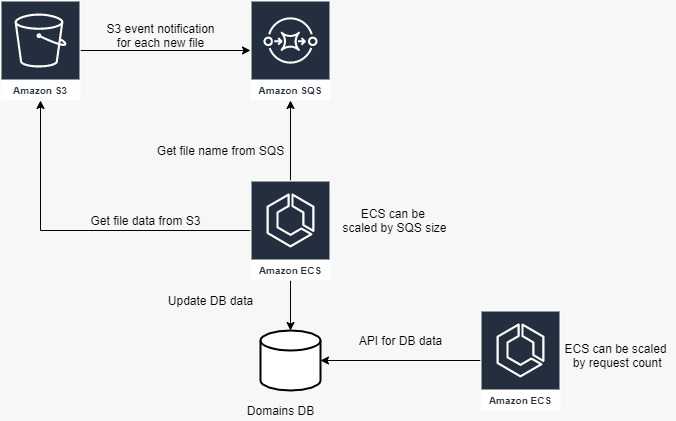 S3 event notification
for each new file
Amazon S3
Amazon SQS
Get file name from SQS
Get file data from S3
ECS can be
scaled by SQS size
Amazon ECS
Update DB data
API for DB data
ECS can be scaled
by request count
Amazon ECS
Domains DB